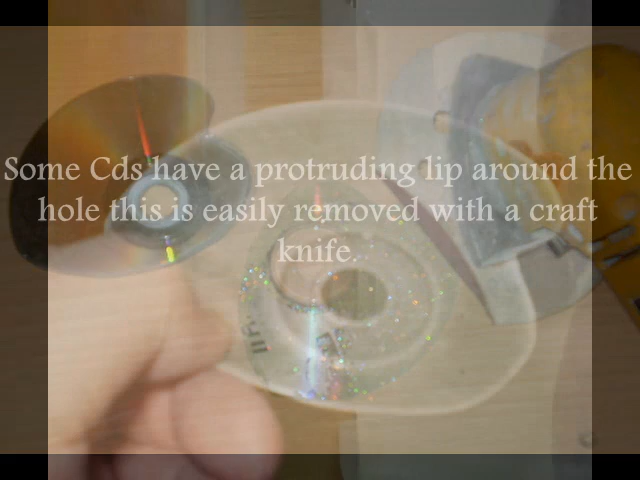 Some Cds have a protruding lip around the
hole this is easily removed with a craft
knife.